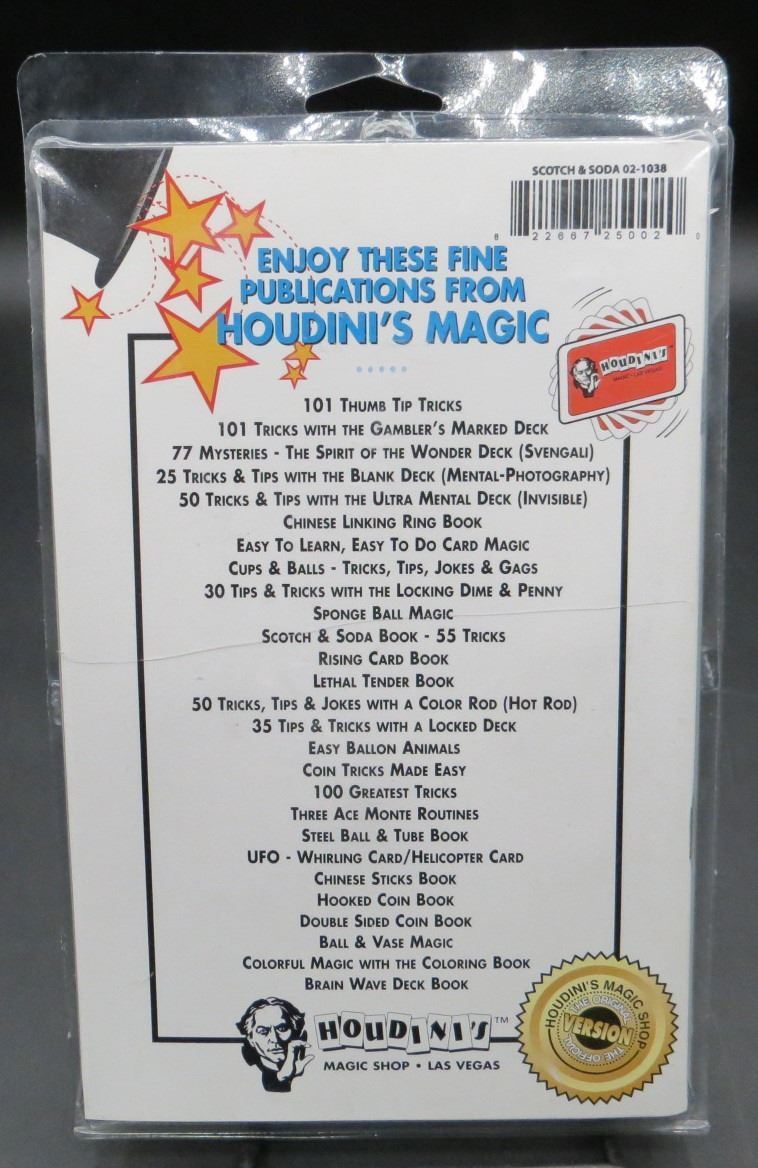 SCOTCH & SODA 02-1038
8 22667 25002 0
ENJOY THESE FINE
PUBLICATIONS FROM
HOUDINI'S MAGIC
HOUDINI'S™
MAGIC • LAS VEGAS
101 THUMB TIP TRICKS
101 TRICKS WITH THE GAMBLER'S MARKED DECK
77 MYSTERIES - THE SPIRIT OF THE WONDER DECK (SVENGALI)
25 TRICKS & TIPS WITH THE BLANK DECK (MENTAL-PHOTOGRAPHY)
50 TRICKS & TIPS WITH THE ULTRA MENTAL DECK (INVISIBLE)
CHINESE LINKING RING BOOK
EASY TO LEARN, EASY TO DO CARD MAGIC
CUPS & BALLS - TRICKS, TIPS, JOKES & GAGS
30 TIPS & TRICKS WITH THE LOCKING DIME & PENNY
SPONGE BALL MAGIC
SCOTCH & SODA BOOK - 55 TRICKS
RISING CARD BOOK
LETHAL TENDER BOOK
50 TRICKS, TIPS & JOKES WITH A COLOR ROD (HOT ROD)
35 TIPS & TRICKS WITH A LOCKED DECK
EASY BALLON ANIMALS
COIN TRICKS MADE EASY
100 GREATEST TRICKS
THREE ACE MONTE ROUTINES
STEEL BALL & TUBE BOOK
UFO - WHIRLING CARD/HELICOPTER CARD
CHINESE STICKS BOOK
HOOKED COIN BOOK
DOUBLE SIDED COIN BOOK
BALL & VASE MAGIC
COLORFUL MAGIC WITH THE COLORING BOOK
BRAIN WAVE DECK BOOK
HOUDINI'S™
MAGIC SHOP • LAS VEGAS
HOUDINI'S MAGIC SHOP
THE ORIGINAL
VERSION
THE OFFICIAL